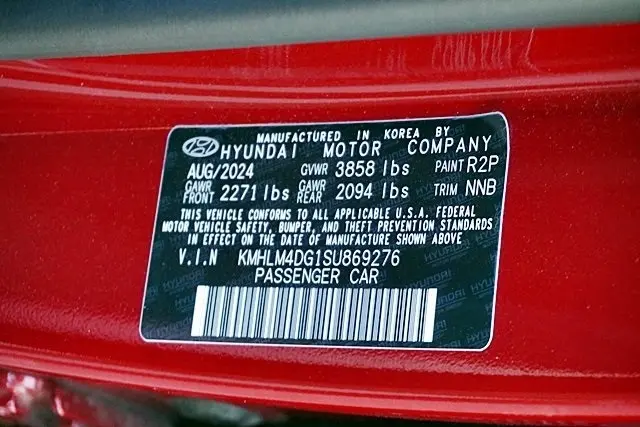 MANUFACTURED IN KOREA BY
HYUNDAI MOTOR COMPANY
AUG/2024 GVWR 3858 lbs PAINT R2P
GAWR FRONT 2271 lbs GAWR REAR 2094 lbs TRIM NNB
THIS VEHICLE CONFORMS TO ALL APPLICABLE U.S.A. FEDERAL
MOTOR VEHICLE SAFETY, BUMPER, AND THEFT PREVENTION STANDARDS
IN EFFECT ON THE DATE OF MANUFACTURE SHOWN ABOVE
V.I.N KMHLM4DG1SU869276
PASSENGER CAR